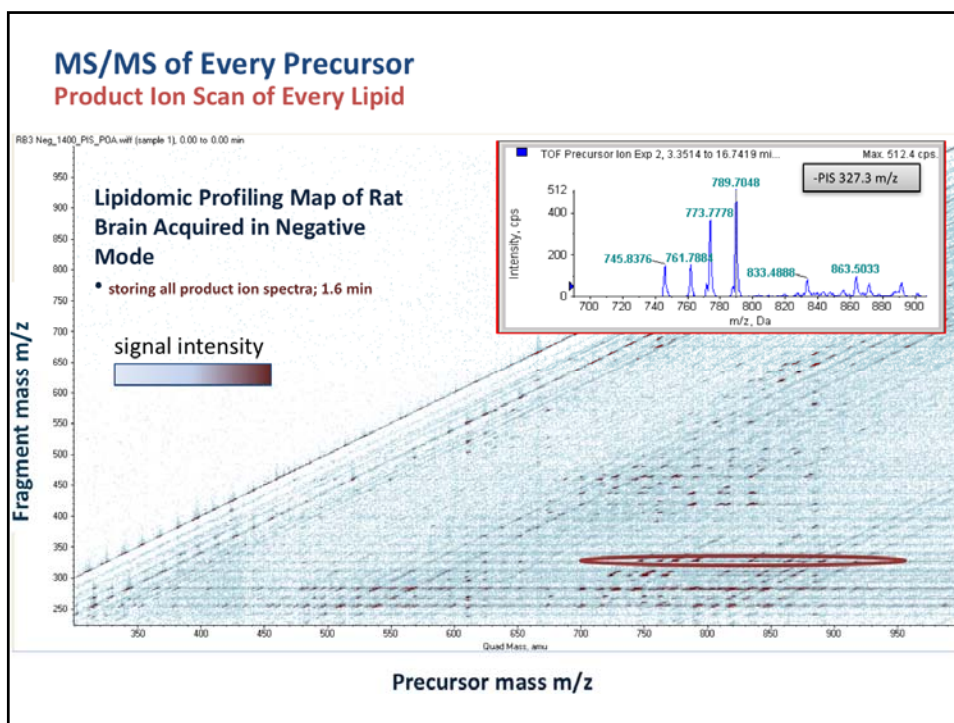 MS/MS of Every Precursor
Product Ion Scan of Every Lipid
RB3 Neg_1400_PIS_POA.wiff (sample 1), 0.00 to 0.00 min
Lipidomic Profiling Map of Rat
Brain Acquired in Negative
Mode
• storing all product ion spectra; 1.6 min
signal intensity
TOF Precursor Ion Exp 2, 3.3514 to 16.7419 mi...
Max. 512.4 cps.
-PIS 327.3 m/z
789.7048
773.7778
745.8376
761.788
833.4888
863.5033
Intensity, cps
512
400
200
0
700 720 740 760 780 800 820 840 860 880 900
m/z, Da
Fragment mass m/z
950
900
850
800
750
700
650
600
550
500
450
400
350
300
250
350 400 450 500 550 600 650 700 750 800 850 900 950
Quad Mass, amu
Precursor mass m/z